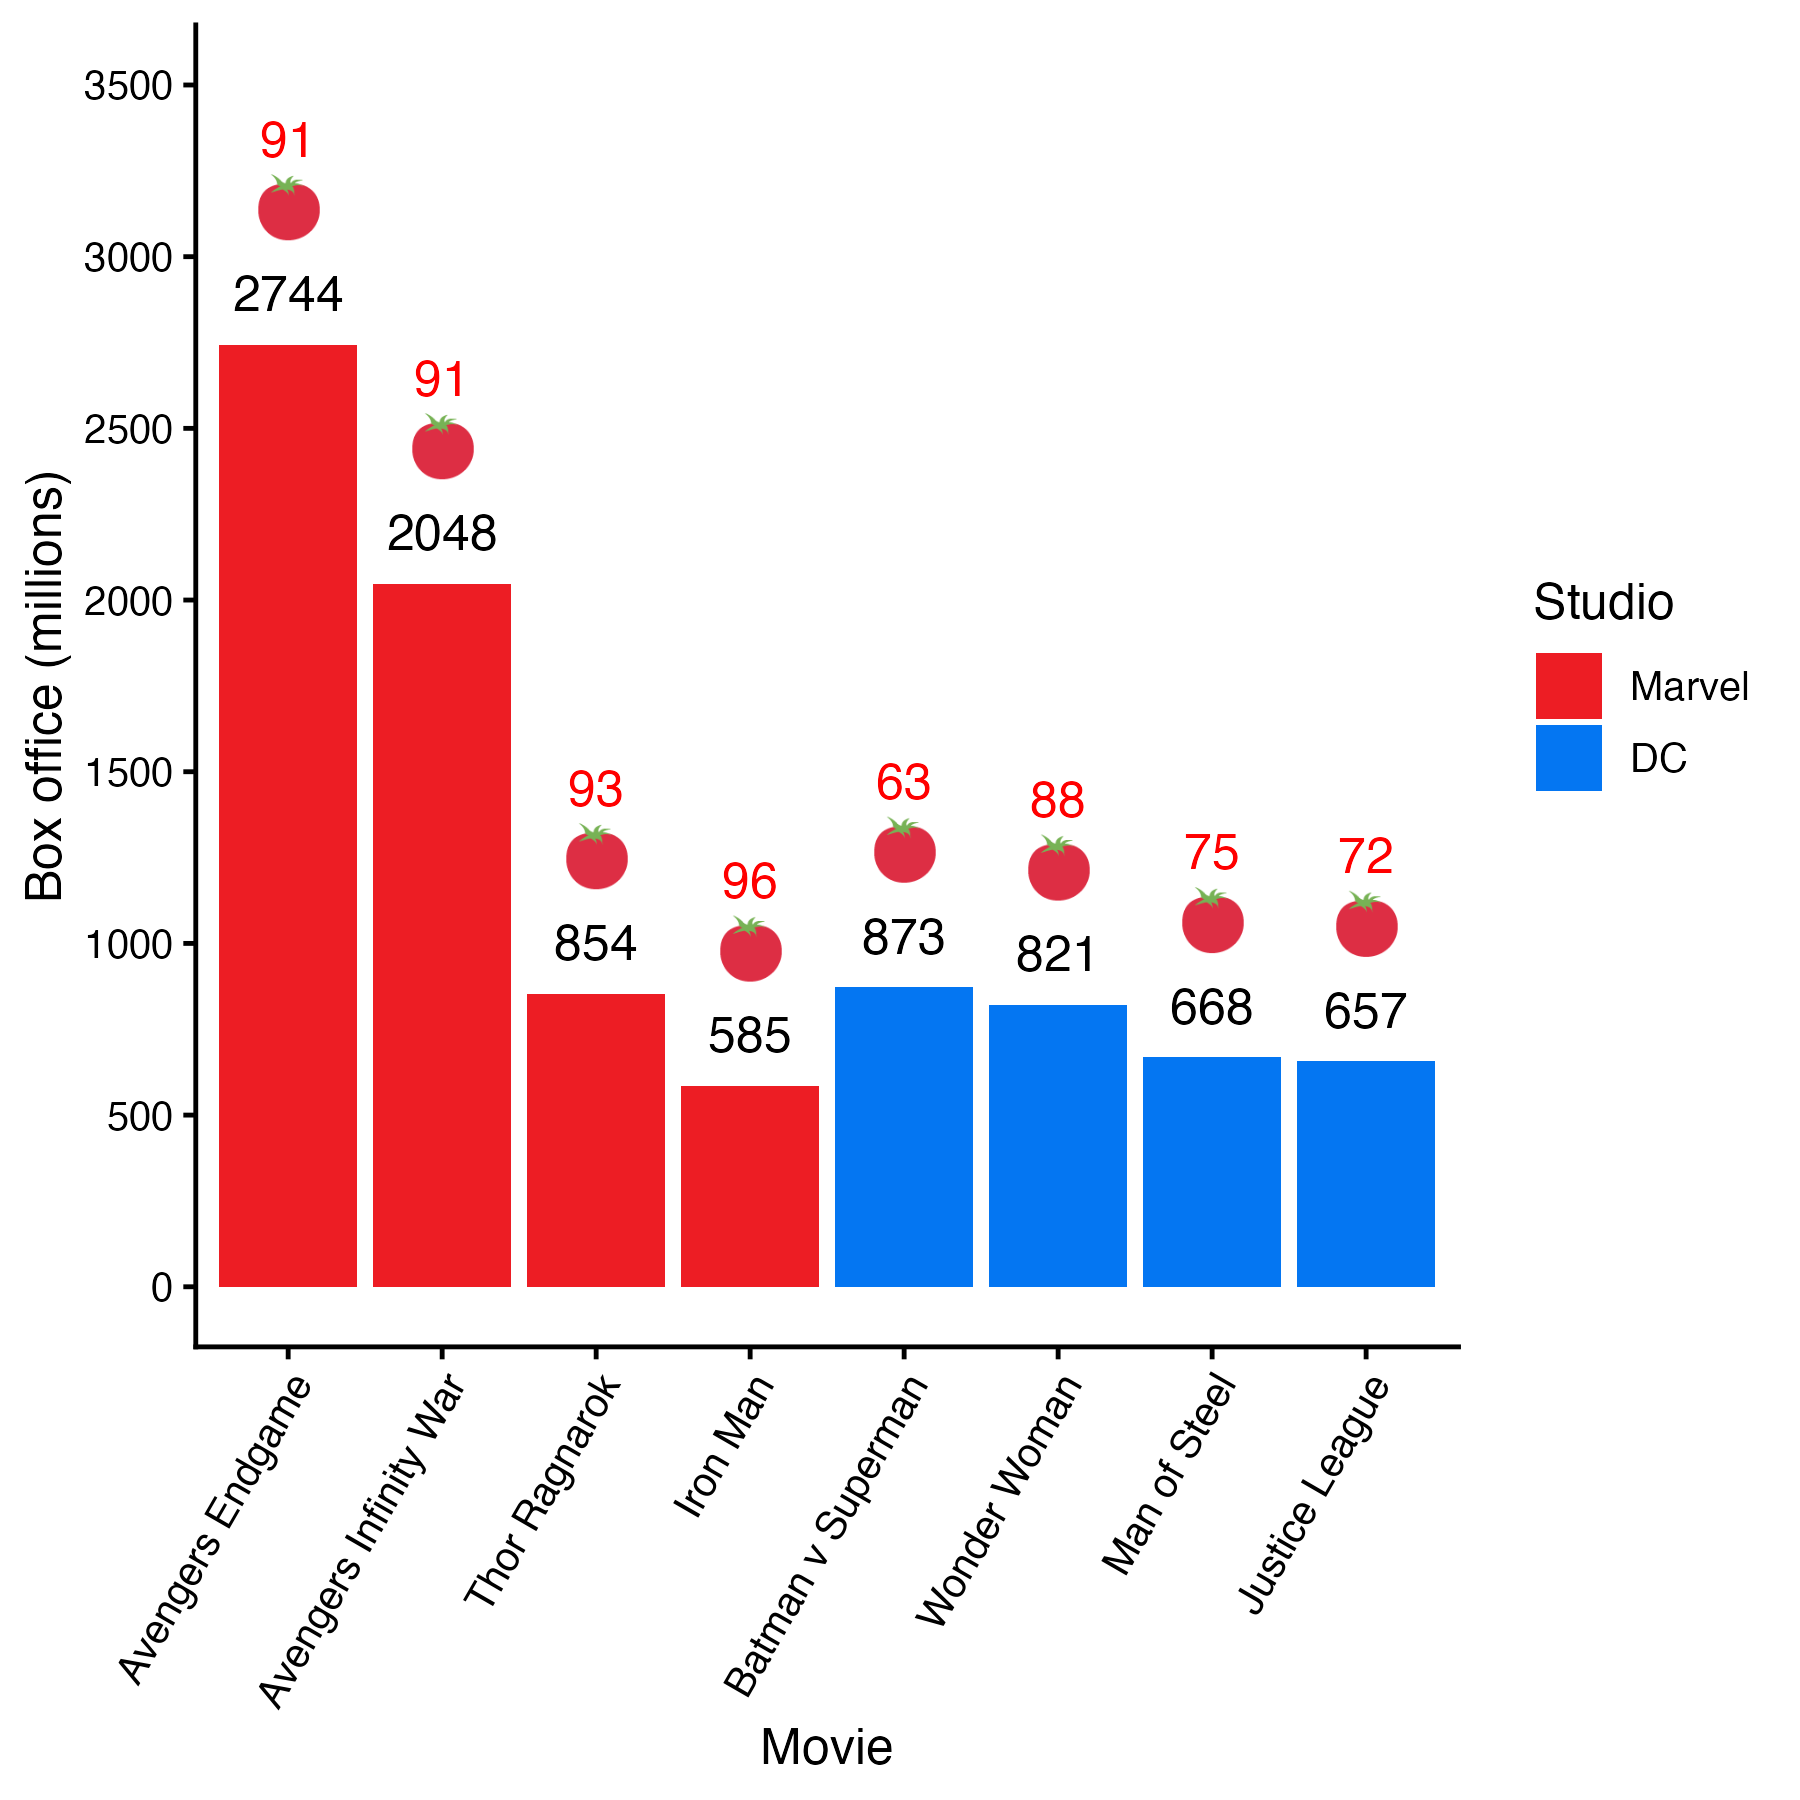 Box office (millions)
3500
3000
2500
2000
1500
1000
500
0
91
2744
91
2048
93
854
96
585
63
873
88
821
75
668
72
657
Avengers Endgame
Avengers Infinity War
Thor Ragnarok
Iron Man
Batman v Superman
Wonder Woman
Man of Steel
Justice League
Movie
Studio
Marvel
DC